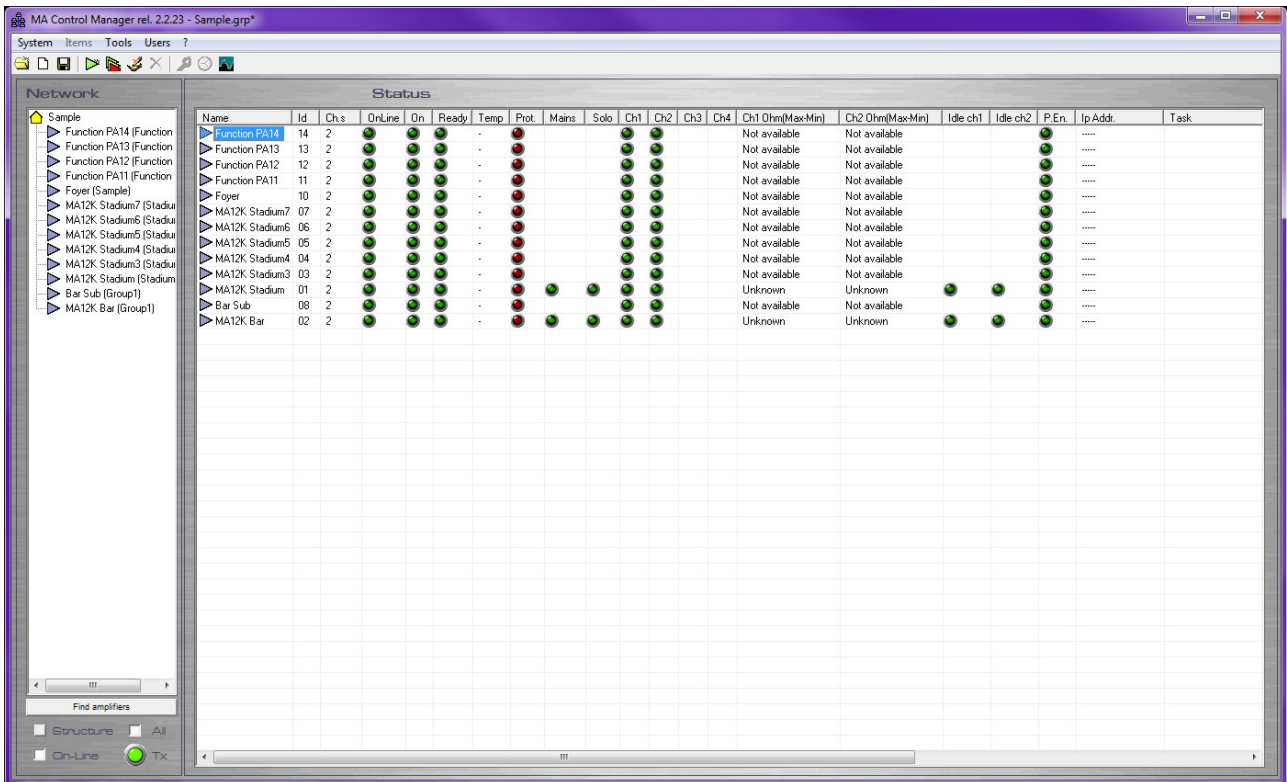 MA Control Manager rel. 2.2.23 - Sample.grp*
System Items Tools Users ?
Network
Sample
Function PA14 (Function
Function PA13 (Function
Function PA12 (Function
Function PA11 (Function
Foyer (Sample)
MA12K Stadium7 (Stadiu
MA12K Stadium6 (Stadiu
MA12K Stadium5 (Stadiu
MA12K Stadium4 (Stadiu
MA12K Stadium3 (Stadiu
MA12K Stadium (Stadium
Bar Sub (Group1)
MA12K Bar (Group1)
Find amplifiers
Structure All
On-Line Tx
Status
Name Id Ch.s OnLine On Ready Temp Prot. Mains Solo Ch1 Ch2 Ch3 Ch4 Ch1 Ohm(Max-Min) Ch2 Ohm(Max-Min) Idle ch1 Idle ch2 P.En. Ip Addr. Task
Function PA14 14 2 - Not available Not available -----
Function PA13 13 2 - Not available Not available -----
Function PA12 12 2 - Not available Not available -----
Function PA11 11 2 - Not available Not available -----
Foyer 10 2 - Not available Not available -----
MA12K Stadium7 07 2 - Not available Not available -----
MA12K Stadium6 06 2 - Not available Not available -----
MA12K Stadium5 05 2 - Not available Not available -----
MA12K Stadium4 04 2 - Not available Not available -----
MA12K Stadium3 03 2 - Not available Not available -----
MA12K Stadium 01 2 - Unknown Unknown -----
Bar Sub 08 2 - Not available Not available -----
MA12K Bar 02 2 - Unknown Unknown -----